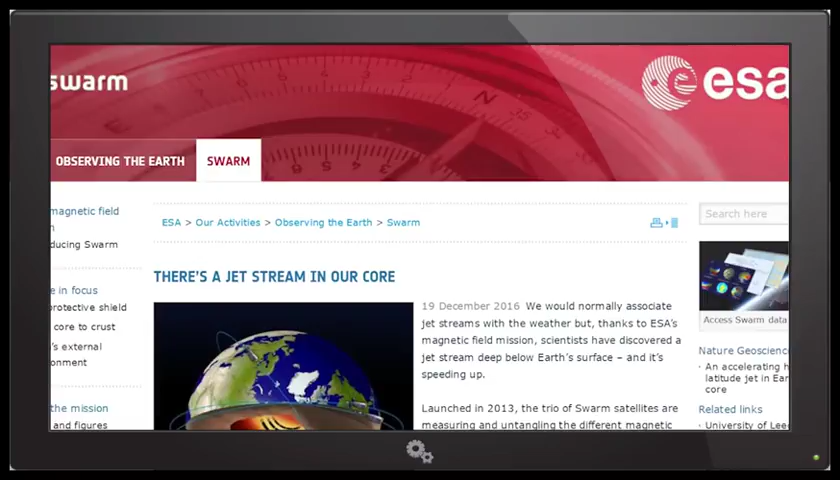 swarm
esa
OBSERVING THE EARTH
SWARM
magnetic field
ducing Swarm
e in focus
protective shield
core to crust
's external
onment
the mission
and figures
ESA > Our Activities > Observing the Earth > Swarm
THERE'S A JET STREAM IN OUR CORE
19 December 2016 We would normally associate
jet streams with the weather but, thanks to ESA's
magnetic field mission, scientists have discovered a
jet stream deep below Earth's surface – and it's
speeding up.
Launched in 2013, the trio of Swarm satellites are
measuring and untangling the different magnetic
Search here
Access Swarm data
Nature Geoscience
An accelerating h
latitude jet in Ear
core
Related links
University of Lee